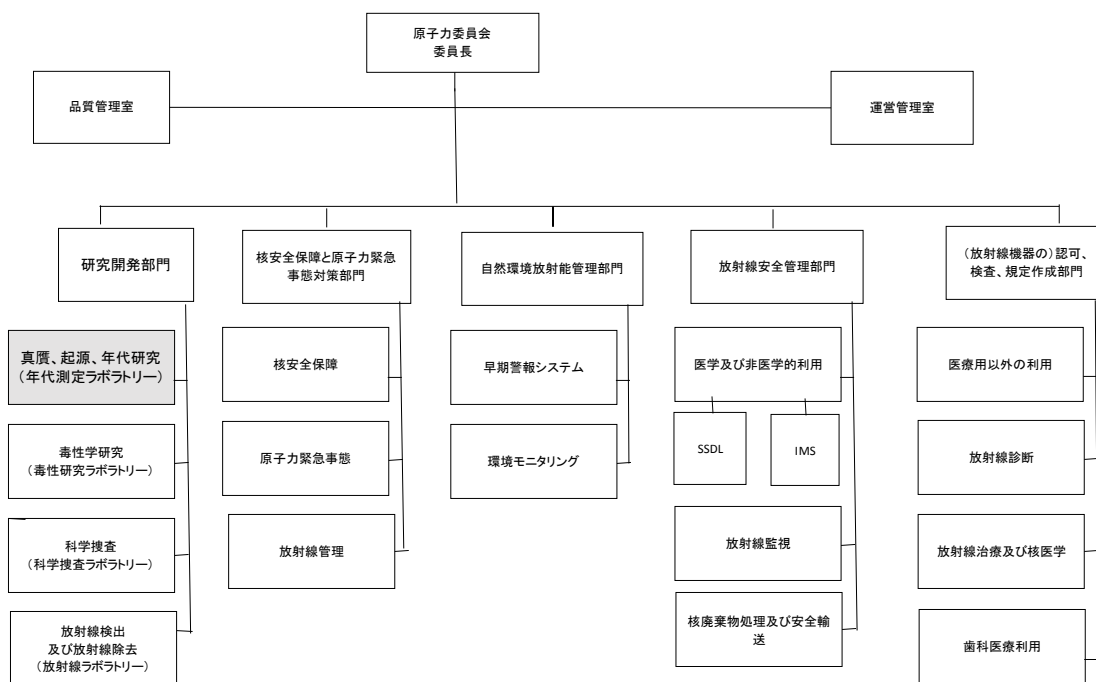 原子力委員会
委員長
品質管理室
運営管理室
研究開発部門
核安全保障と原子力緊急
事態対策部門
自然環境放射能管理部門
放射線安全管理部門
(放射線機器の)認可、
検査、規定作成部門
真贋、起源、年代研究
(年代測定ラボラトリー)
毒性学研究
(毒性研究ラボラトリー)
科学捜査
(科学捜査ラボラトリー)
放射線検出
及び放射線除去
(放射線ラボラトリー)
核安全保障
原子力緊急事態
放射線管理
早期警報システム
環境モニタリング
医学及び非医学的利用
SSDL
IMS
放射線監視
核廃棄物処理及び安全輸
送
医療用以外の利用
放射線診断
放射線治療及び核医学
歯科医療利用